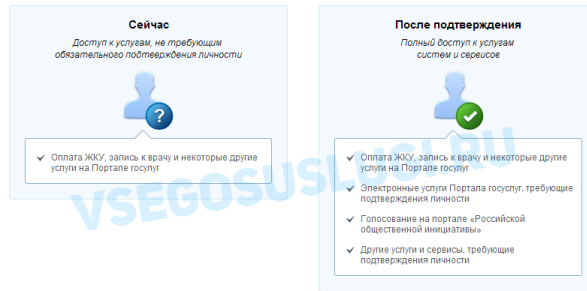 Сейчас
Доступ к услугам, не требующим
обязательного подтверждения личности
?
Оплата ЖКУ, запись к врачу и некоторые другие
услуги на Портале госулуг
После подтверждения
Полный доступ к услугам
систем и сервисов
Оплата ЖКУ, запись к врачу и некоторые другие
услуги на Портале госулуг
Электронные услуги Портала госуслуг, требующие
подтверждения личности
Голосование на портале «Российской
общественной инициативы»
Другие услуги и сервисы, требующие
подтверждения личности
VSEGOSUSLUGI.RU